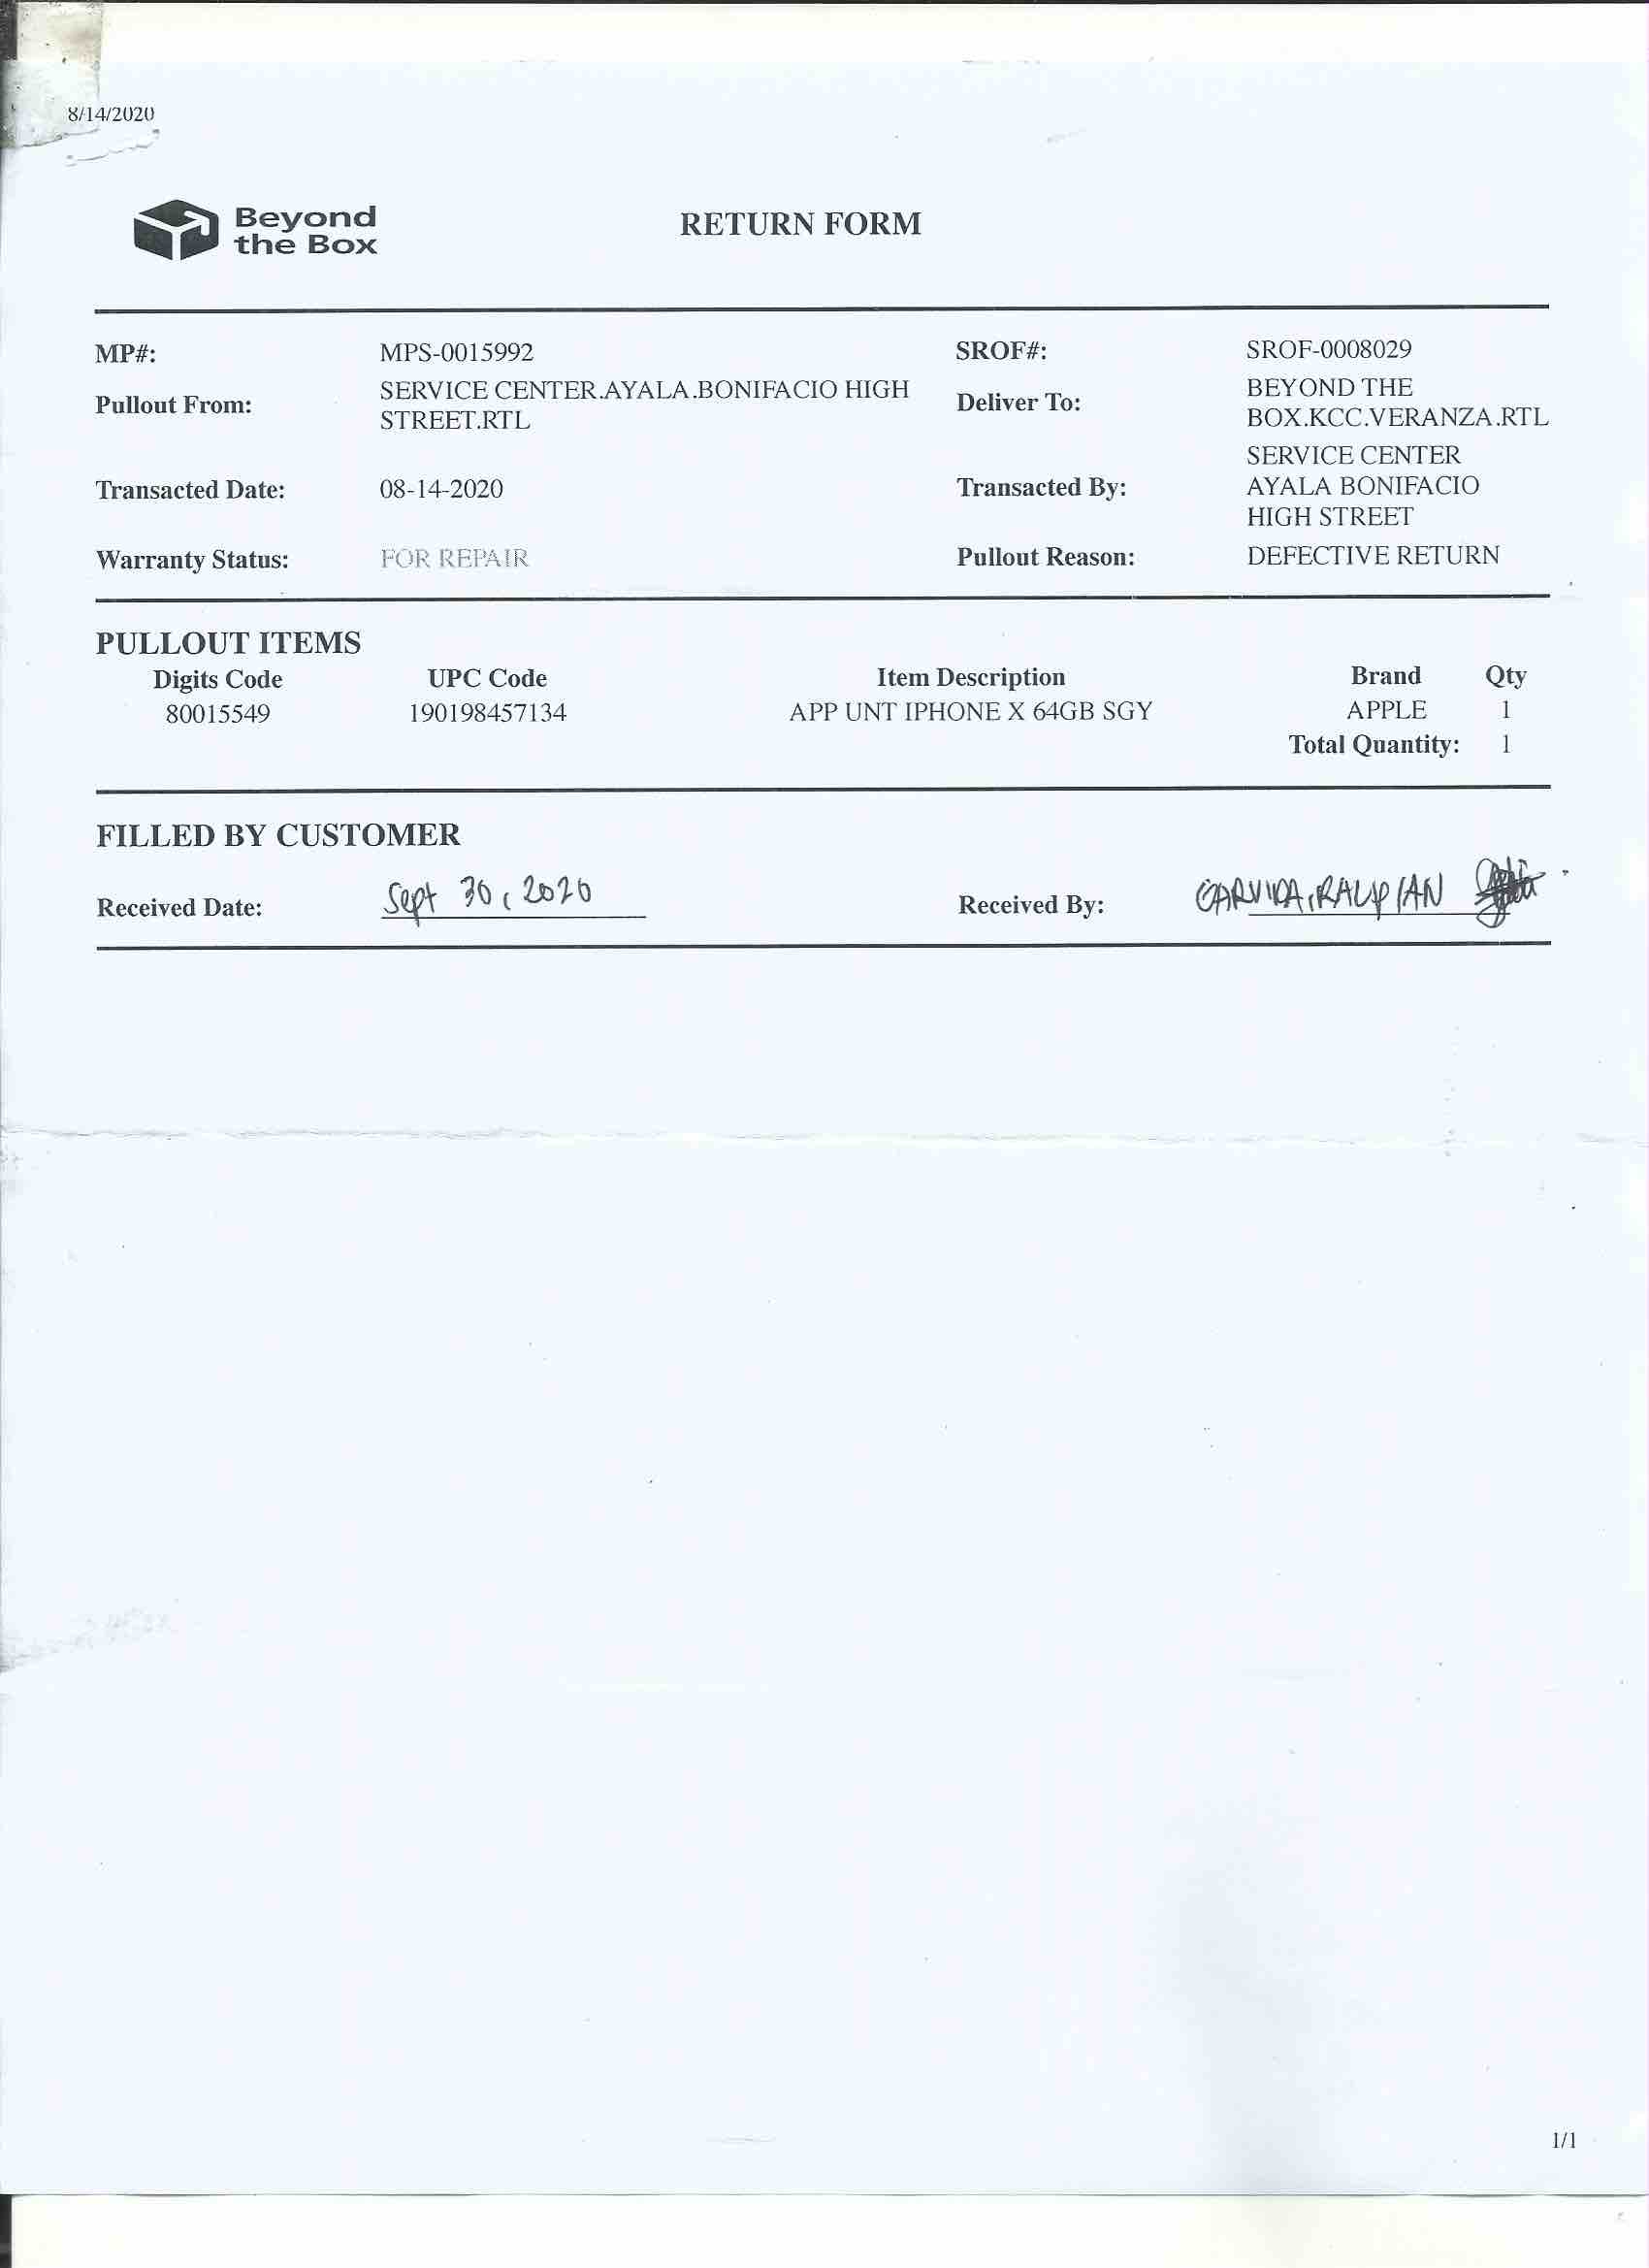 8/14/2020
Beyond
the Box
RETURN FORM
MP#: MPS-0015992 SROF#: SROF-0008029
Pullout From: SERVICE CENTER.AYALA.BONIFACIO HIGH STREET.RTL Deliver To: BEYOND THE BOX.KCC.VERANZA.RTL
Transacted Date: 08-14-2020 Transacted By: SERVICE CENTER AYALA BONIFACIO HIGH STREET
Warranty Status: FOR REPAIR Pullout Reason: DEFECTIVE RETURN
PULLOUT ITEMS
Digits Code UPC Code Item Description Brand Qty
80015549 190198457134 APP UNT IPHONE X 64GB SGY APPLE 1
Total Quantity: 1
FILLED BY CUSTOMER
Received Date: Sept 30, 2020 Received By: GARVIDA, RAUPIAN
1/1